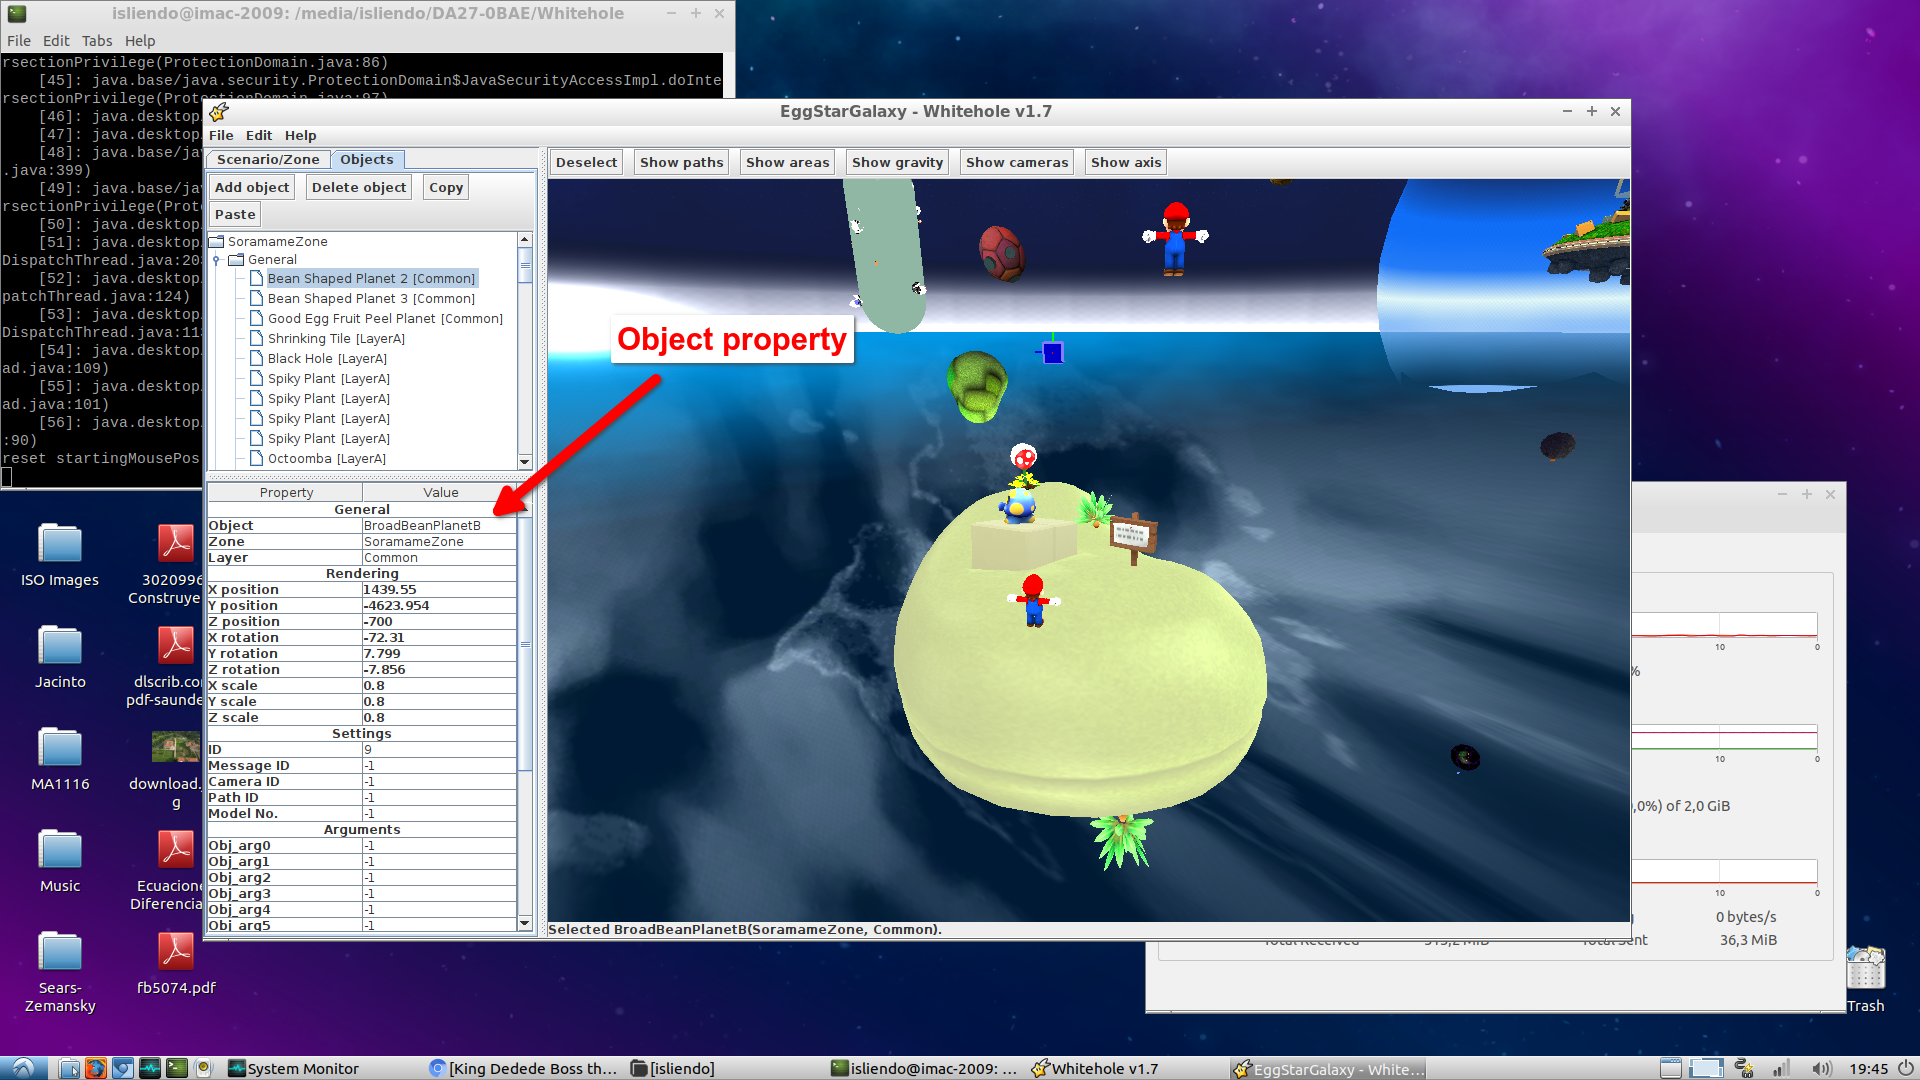 isliendo@imac-2009: /media/isliendo/DA27-0BAE/Whitehole
File Edit Tabs Help
rsectionPrivilege(ProtectionDomain.java:86)
[45]: java.base/java.security.ProtectionDomain$JavaSecurityAccessImpl.doInte
rsectionPrivilege(ProtectionDomain.java:97)
[46]: java.desktop
[47]: java.desktop
[48]: java.base/ja
.java:399)
[49]: java.base/ja
rsectionPrivilege(Prot
[50]: java.desktop
[51]: java.desktop
DispatchThread.java:20
[52]: java.desktop
patchThread.java:124)
[53]: java.desktop
DispatchThread.java:11
[54]: java.desktop
ad.java:109)
[55]: java.desktop
ad.java:101)
[56]: java.desktop
:90)
reset startingMousePos
EggStarGalaxy - Whitehole v1.7
File Edit Help
Scenario/Zone Objects
Add object Delete object Copy
Paste
Deselect Show paths Show areas Show gravity Show cameras Show axis
SoramameZone
General
Bean Shaped Planet 2 [Common]
Bean Shaped Planet 3 [Common]
Good Egg Fruit Peel Planet [Common]
Shrinking Tile [LayerA]
Black Hole [LayerA]
Spiky Plant [LayerA]
Spiky Plant [LayerA]
Spiky Plant [LayerA]
Spiky Plant [LayerA]
Octoomba [LayerA]
Object property
Property Value
General
Object BroadBeanPlanetB
Zone SoramameZone
Layer Common
Rendering
X position 1439.55
Y position -4623.954
Z position -700
X rotation -72.31
Y rotation 7.799
Z rotation -7.856
X scale 0.8
Y scale 0.8
Z scale 0.8
Settings
ID 9
Message ID -1
Camera ID -1
Path ID -1
Model No. -1
Arguments
Obj_arg0 -1
Obj_arg1 -1
Obj_arg2 -1
Obj_arg3 -1
Obj_arg4 -1
Obj_arg5 -1
Selected BroadBeanPlanetB(SoramameZone, Common).
10 0
%
10 0
,0%) of 2,0 GiB
10 0
0 bytes/s
Total Received Total Sent 36,3 MiB
ISO Images
3020996
Construye
Jacinto
dlscrib.co
pdf-saunde
MA1116
download.
g
Music
Ecuacione
Diferencia
Sears-
Zemansky
fb5074.pdf
Trash
System Monitor
[King Dedede Boss th...
[isliendo]
isliendo@imac-2009: ...
Whitehole v1.7
EggStarGalaxy - White...
19:45